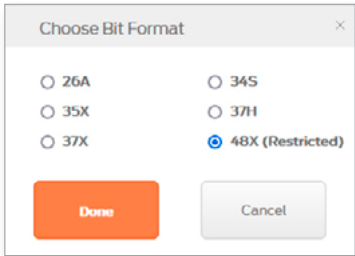 Choose Bit Format
26A
34S
35X
37H
37X
48X (Restricted)
Done
Cancel